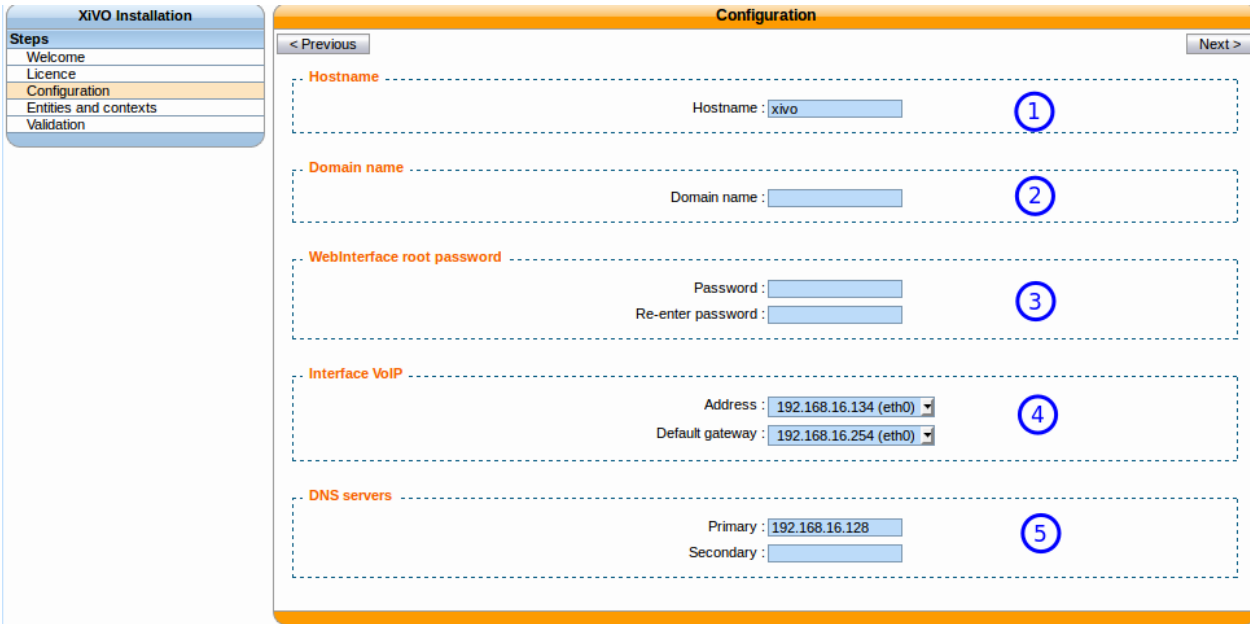 XiVO Installation
Steps
Welcome
Licence
Configuration
Entities and contexts
Validation
Configuration
< Previous
Next >
Hostname
Hostname : xivo
1
Domain name
Domain name :
2
WebInterface root password
Password :
Re-enter password :
3
Interface VoIP
Address : 192.168.16.134 (eth0)
Default gateway : 192.168.16.254 (eth0)
4
DNS servers
Primary : 192.168.16.128
Secondary :
5